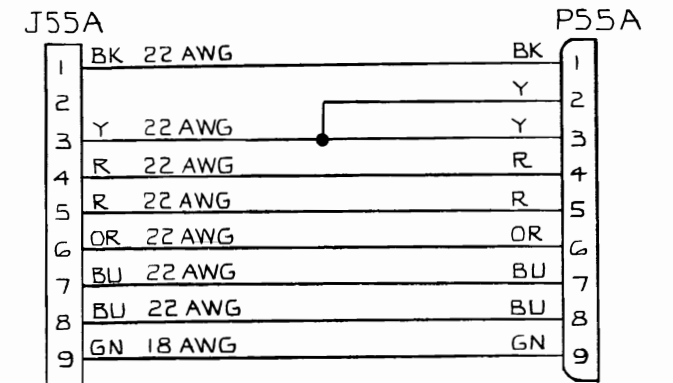 J55A P55A
1 BK 22 AWG BK 1
2 Y 2
3 Y 22 AWG Y 3
4 R 22 AWG R 4
5 R 22 AWG R 5
6 OR 22 AWG OR 6
7 BU 22 AWG BU 7
8 BU 22 AWG BU 8
9 GN 18 AWG GN 9